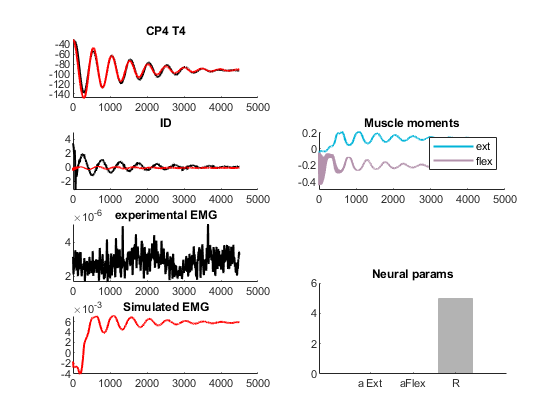 CP4 T4
-40
-60
-80
-100
-120
-140
0 1000 2000 3000 4000 5000
ID
4
2
0
-2
0 1000 2000 3000 4000 5000
Muscle moments
0.2
0
-0.2
-0.4
ext
flex
0 1000 2000 3000 4000 5000
×10^-6 experimental EMG
4
2
0 1000 2000 3000 4000 5000
×10^-3 Simulated EMG
6
4
2
0
-2
-4
0 1000 2000 3000 4000 5000
Neural params
6
4
2
0
a Ext aFlex R